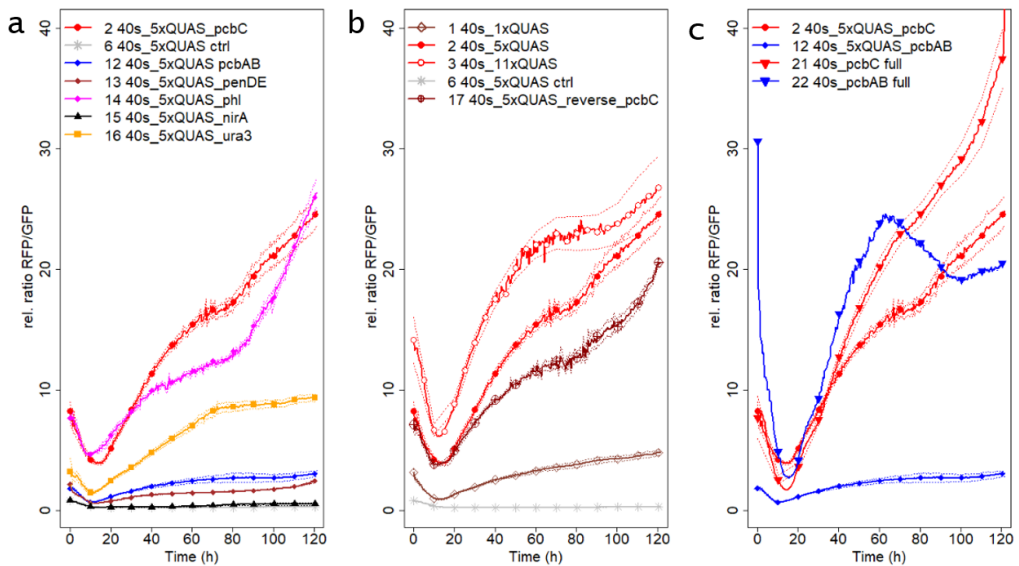 a
2 40s_5xQUAS_pcbC
6 40s_5xQUAS ctrl
12 40s_5xQUAS pcbAB
13 40s_5xQUAS_penDE
14 40s_5xQUAS_phl
15 40s_5xQUAS_nirA
16 40s_5xQUAS_ura3
rel. ratio RFP/GFP
40
30
20
10
0
0 20 40 60 80 100 120
Time (h)
b
1 40s_1xQUAS
2 40s_5xQUAS
3 40s_11xQUAS
6 40s_5xQUAS ctrl
17 40s_5xQUAS_reverse_pcbC
rel. ratio RFP/GFP
40
30
20
10
0
0 20 40 60 80 100 120
Time (h)
c
2 40s_5xQUAS_pcbC
12 40s_5xQUAS_pcbAB
21 40s_pcbC full
22 40s_pcbAB full
rel. ratio RFP/GFP
40
30
20
10
0
0 20 40 60 80 100 120
Time (h)